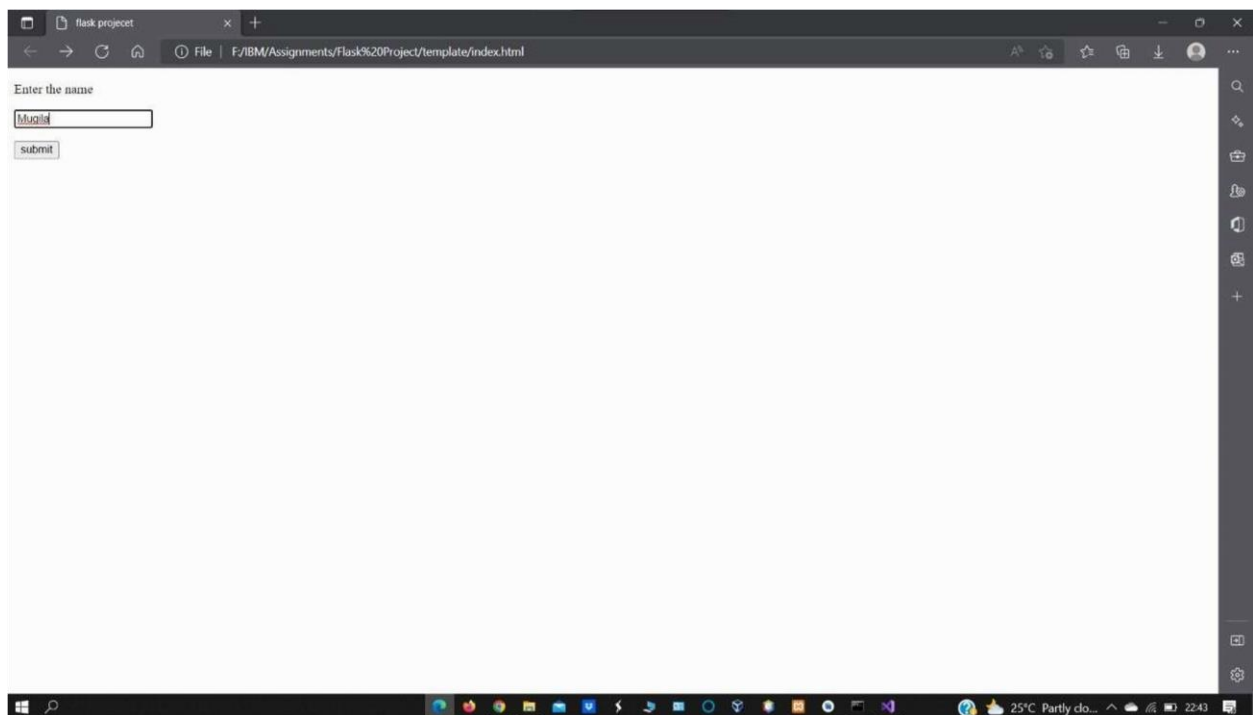 flask projecet
File | F:/IBM/Assignments/Flask%20Project/template/index.html
Enter the name
Mugila
submit
25°C Partly clo... 22:43